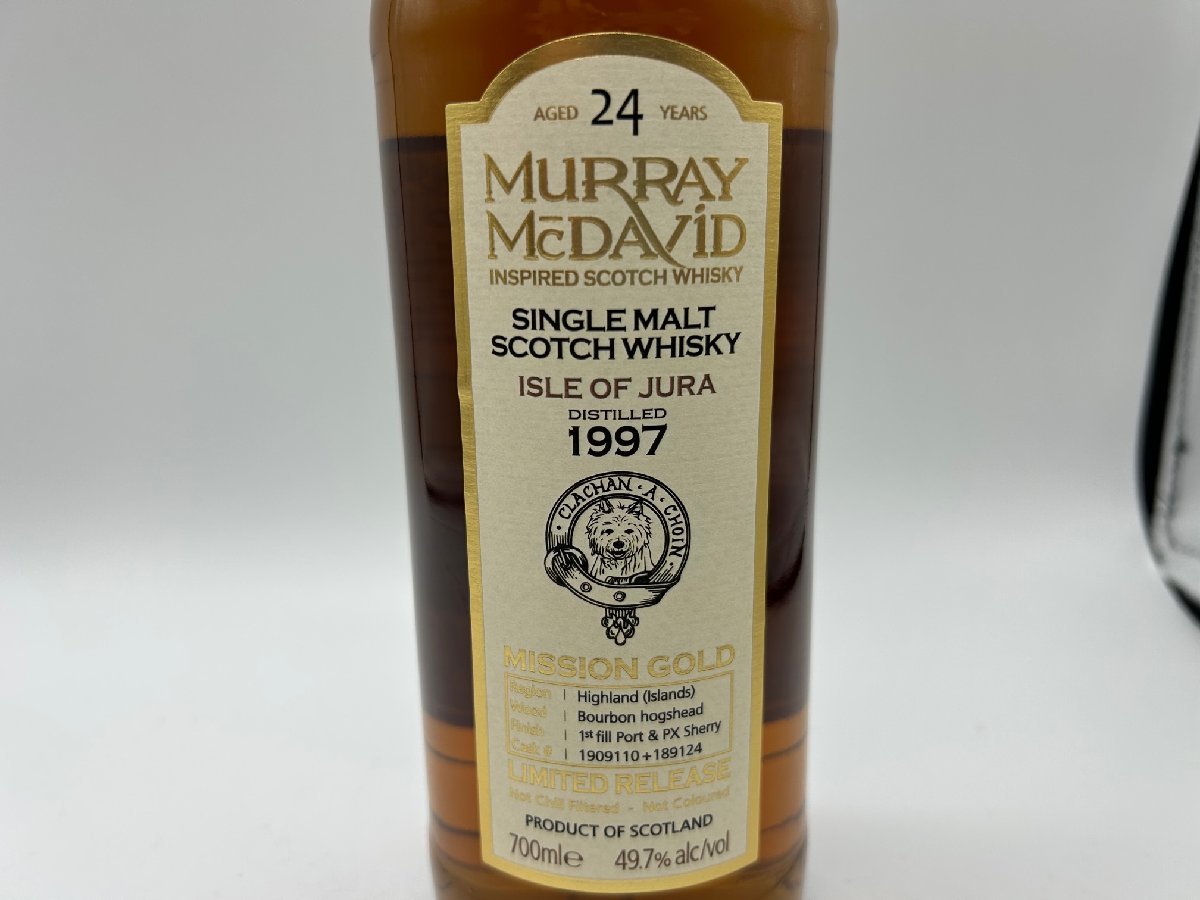 AGED 24 YEARS
MURRAY
McDAVID
INSPIRED SCOTCH WHISKY
SINGLE MALT
SCOTCH WHISKY
ISLE OF JURA
DISTILLED
1997
· CLACHAN · A · CHOIN ·
MISSION GOLD
Region | Highland (Islands)
Wood | Bourbon hogshead
Finish | 1st fill Port & PX Sherry
Cask # | 1909110+189124
LIMITED RELEASE
Not Chill Filtered - Not Coloured
PRODUCT OF SCOTLAND
700ml℮ 49.7% alc/vol